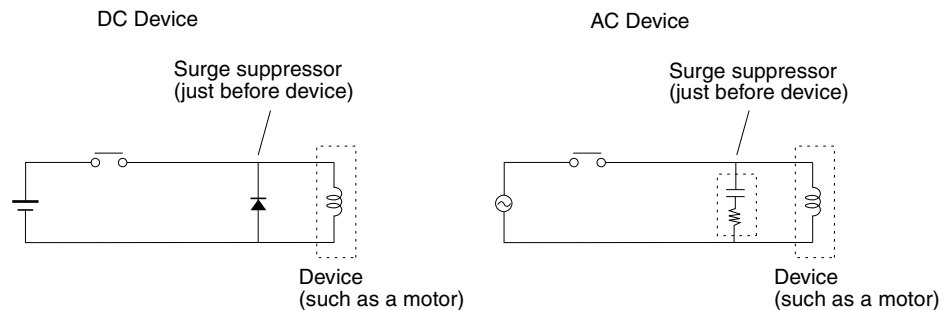 DC Device
AC Device
Surge suppressor
(just before device)
Surge suppressor
(just before device)
Device
(such as a motor)
Device
(such as a motor)